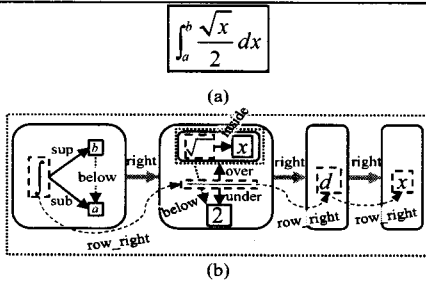 ∫_a^b √x/2 dx
(a)
inside
sup b √ x
right over right right
∫ below d x
sub a below under
2
row_right row_right row_right
(b)